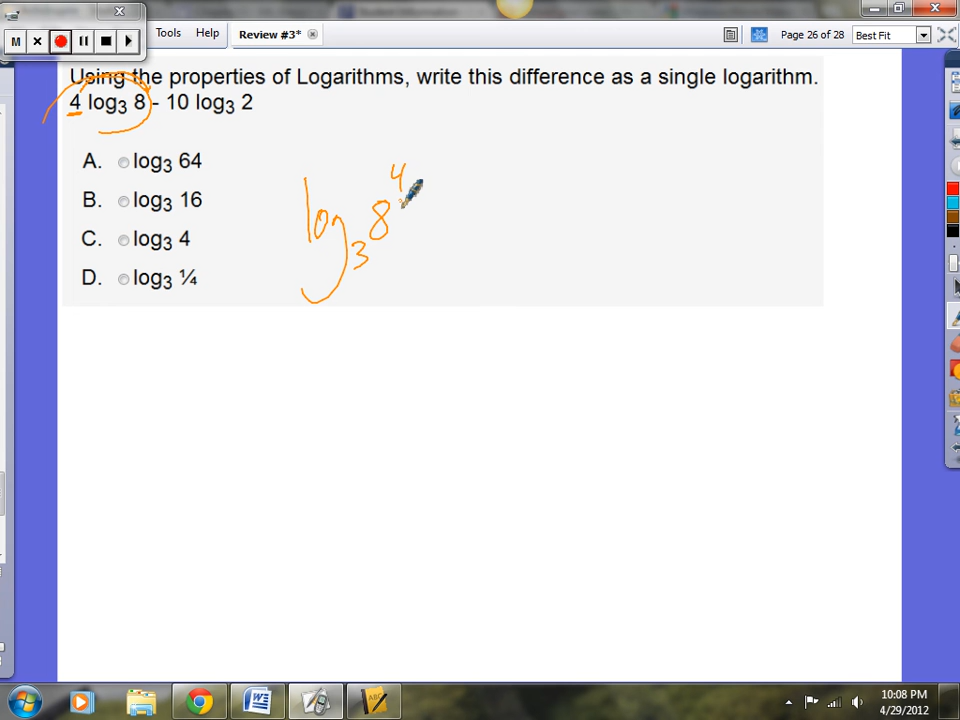 Tools Help Review #3* Page 26 of 28 Best Fit
M
Using the properties of Logarithms, write this difference as a single logarithm.
4 log₃ 8 - 10 log₃ 2
A. log₃ 64
B. log₃ 16
C. log₃ 4
D. log₃ ¼
log₃ 8⁴
W
ABC
10:08 PM
4/29/2012